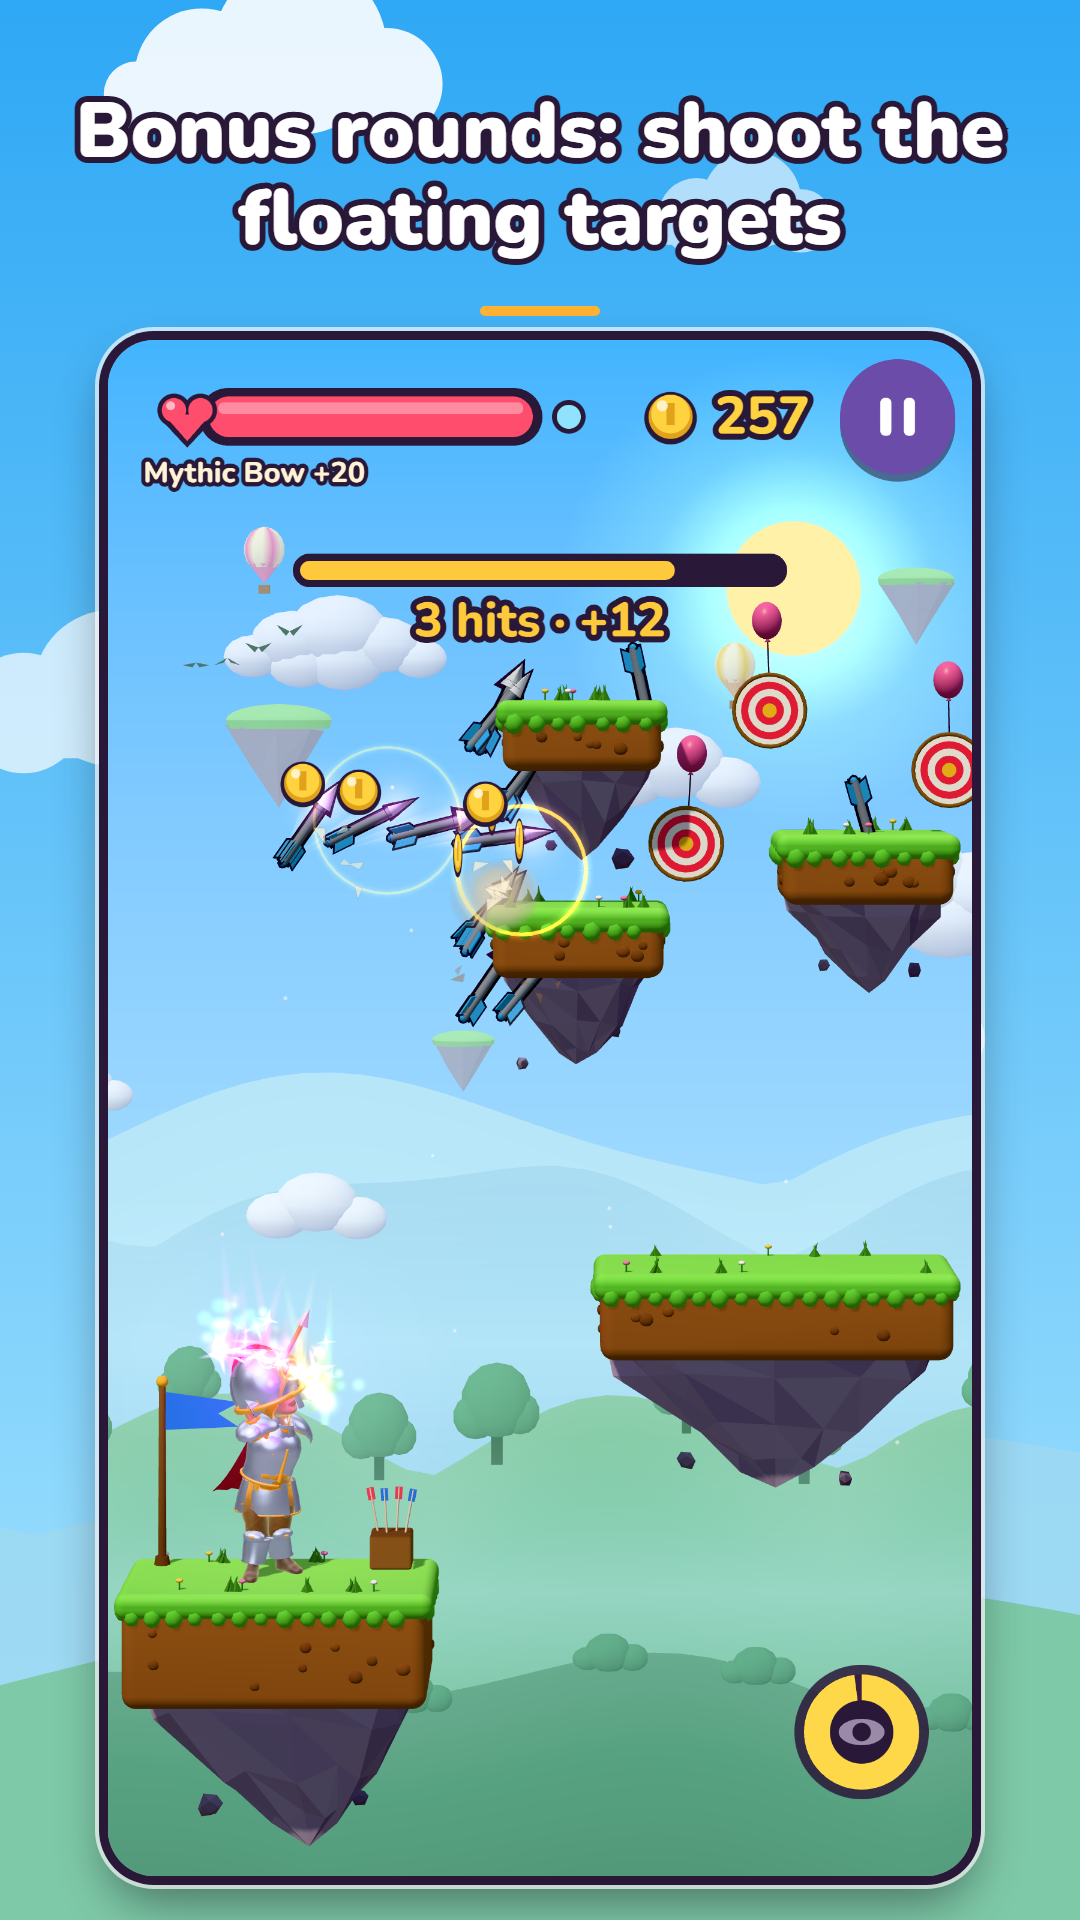 Bonus rounds: shoot the
floating targets
257
Mythic Bow +20
3 hits · +12